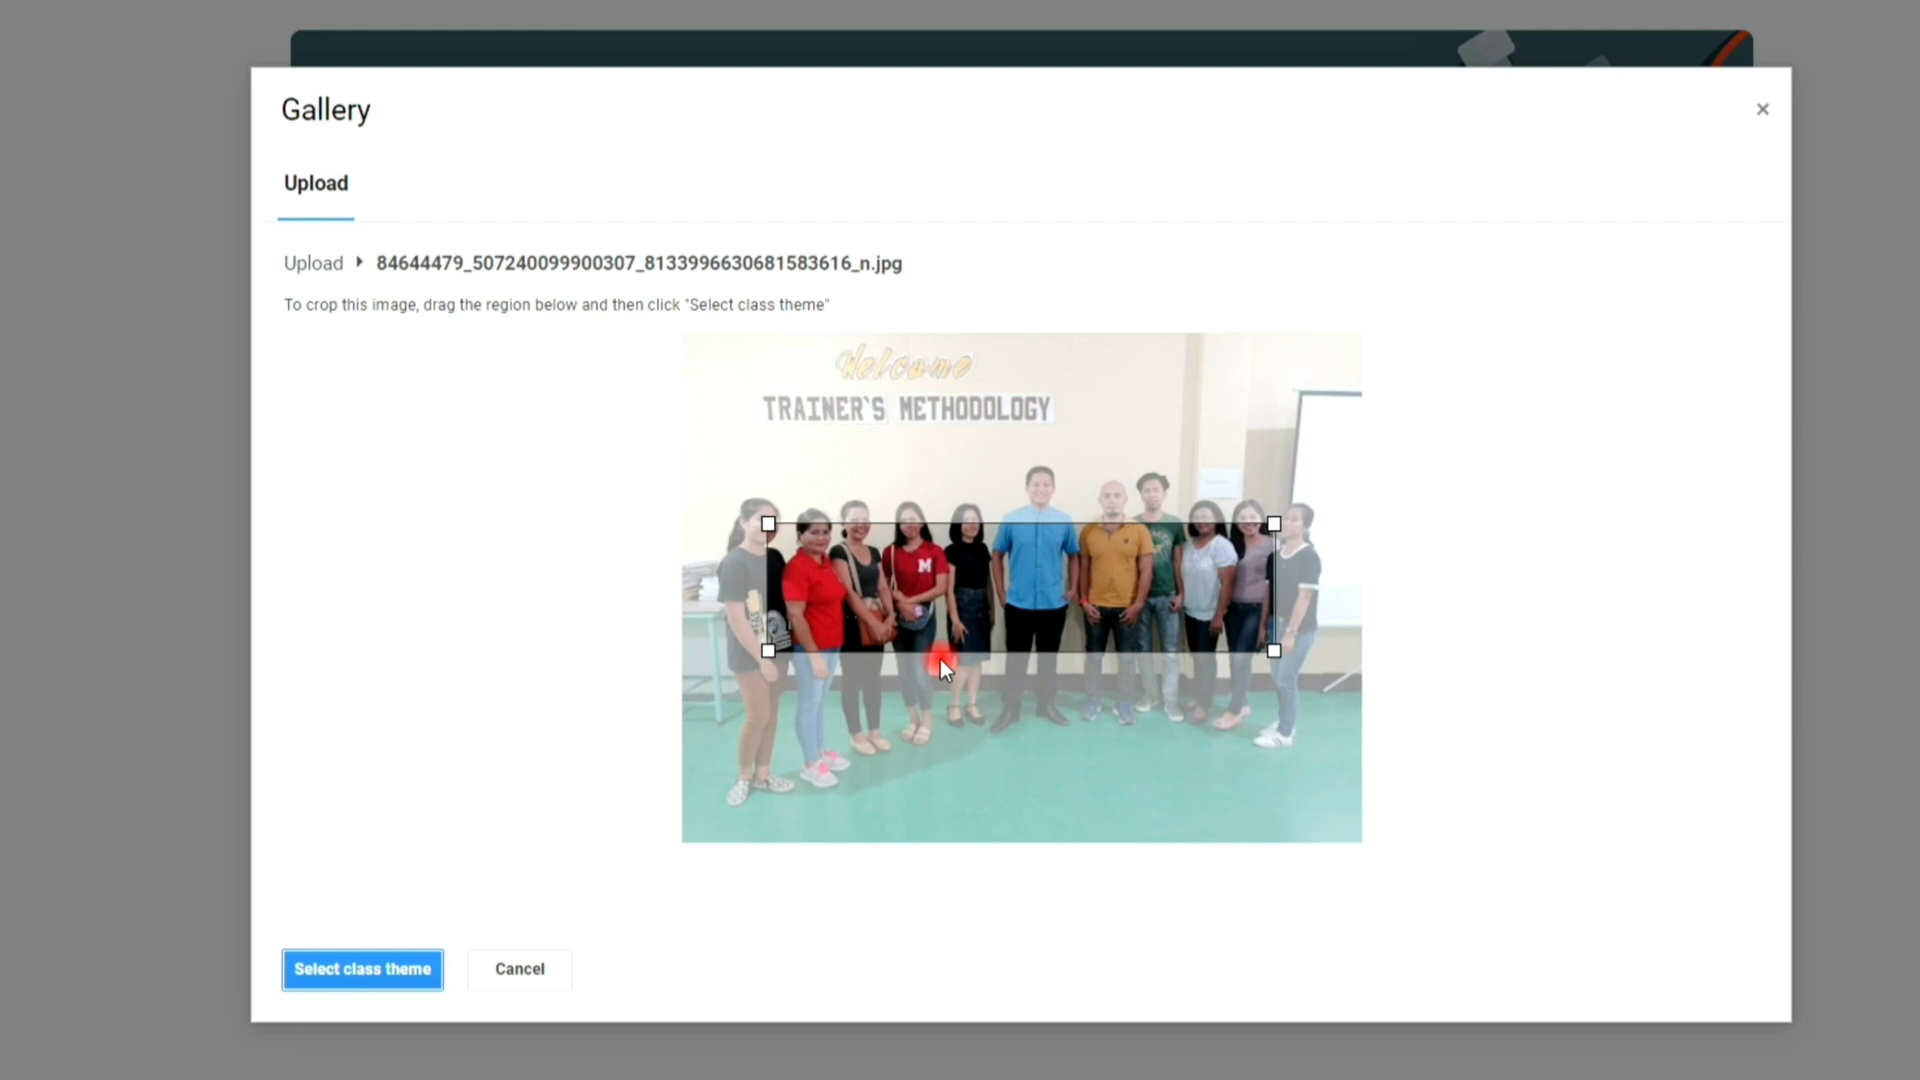 Gallery
×
Upload
Upload 84644479_507240099900307_8133996630681583616_n.jpg
To crop this image, drag the region below and then click "Select class theme"
Welcome
TRAINER`S METHODOLOGY
M
Select class theme
Cancel